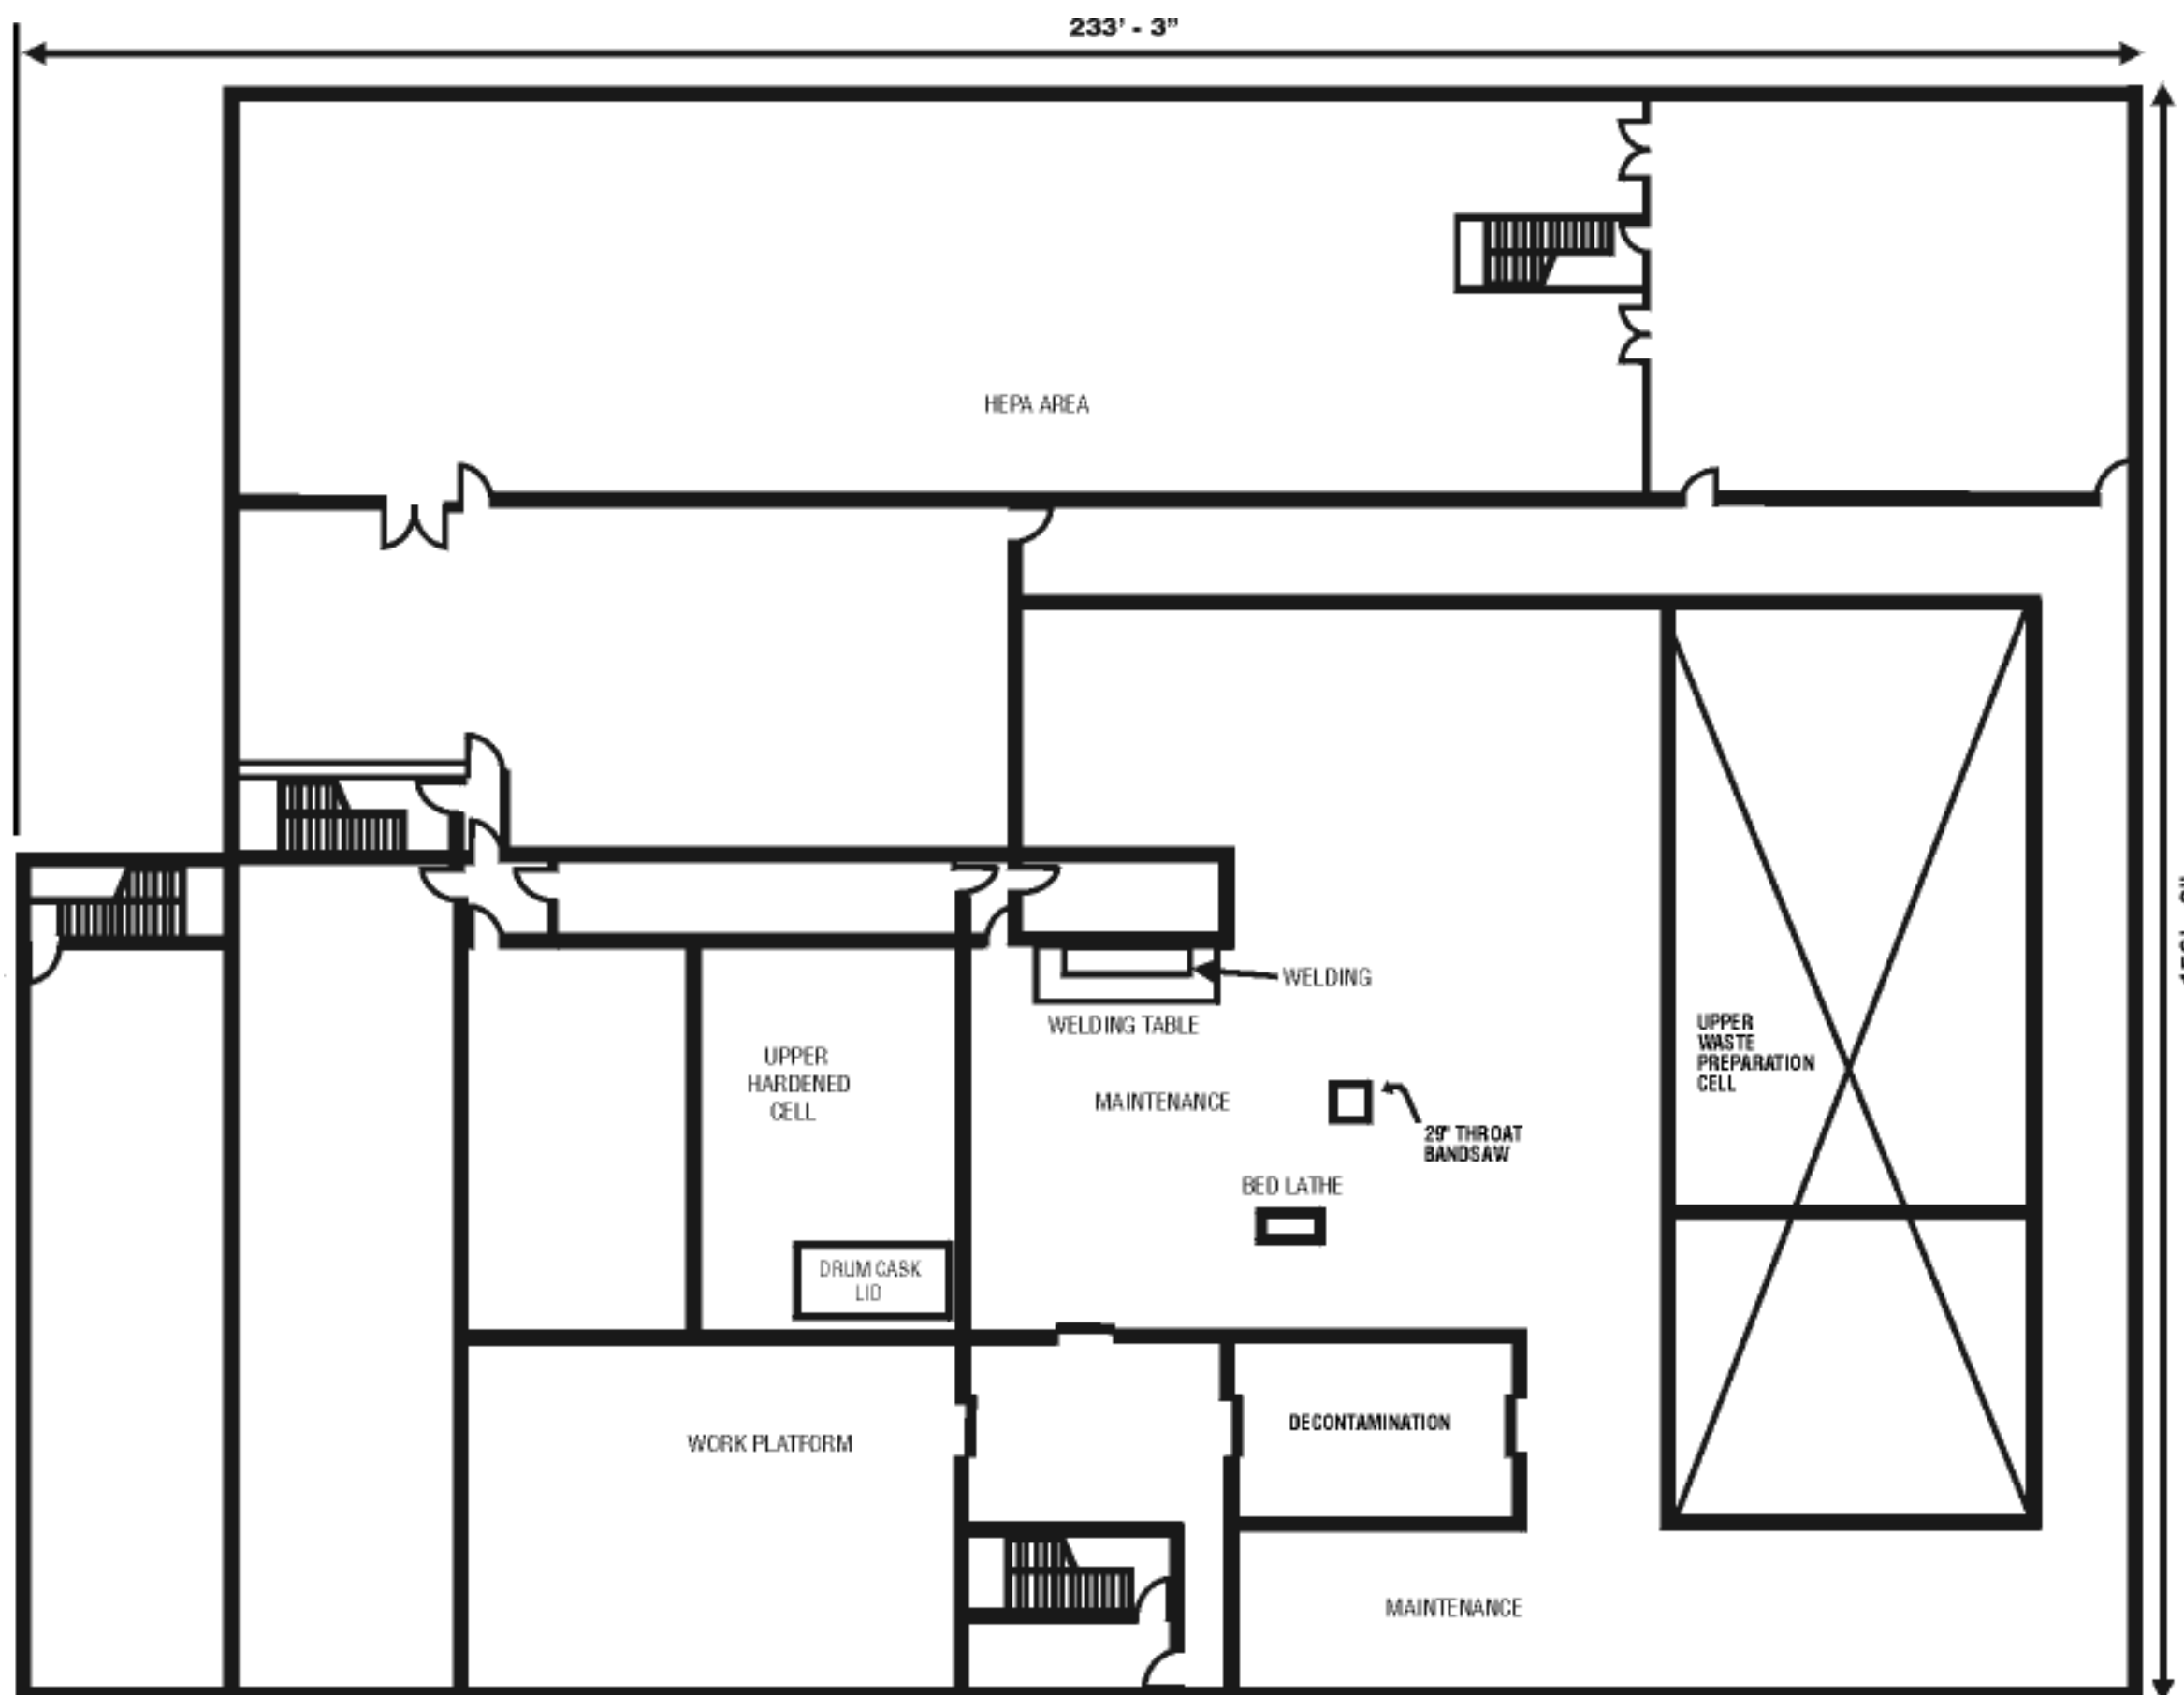 233' - 3"
HEPA AREA
WELDING
WELDING TABLE
UPPER
HARDENED
CELL
MAINTENANCE
29" THROAT
BANDSAW
UPPER
WASTE
PREPARATION
CELL
BED LATHE
DRUM CASK
LID
DECONTAMINATION
WORK PLATFORM
MAINTENANCE